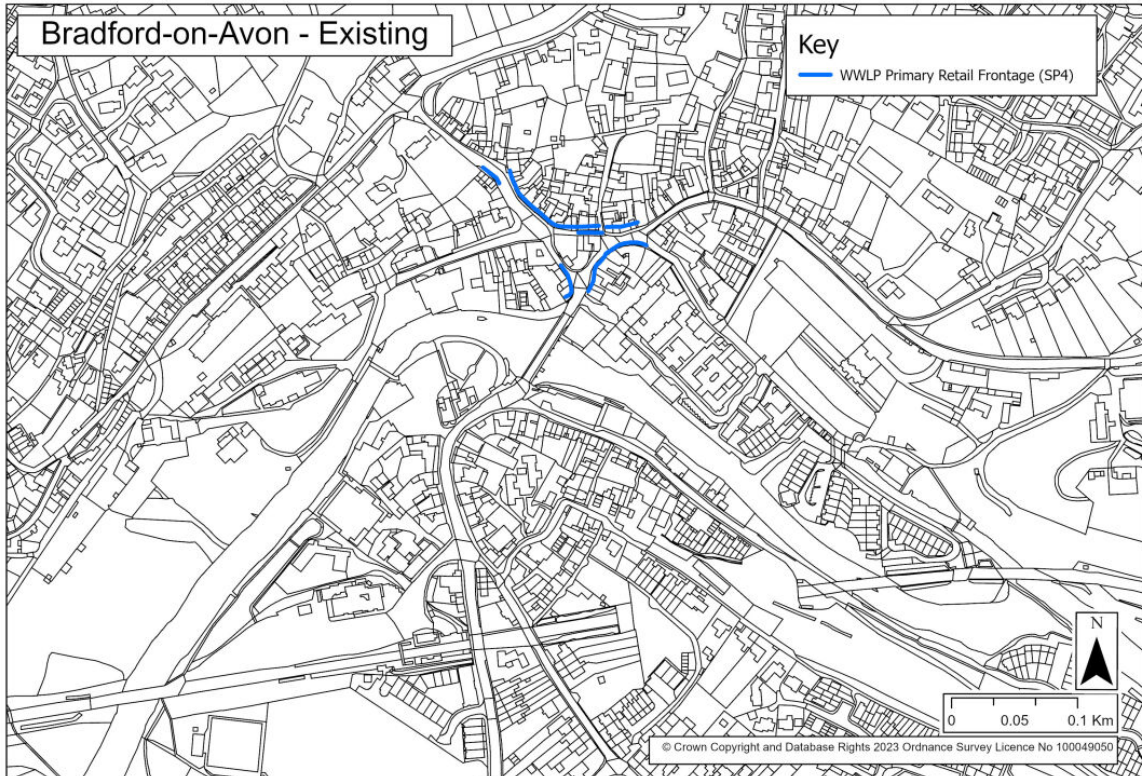 Bradford-on-Avon - Existing
Key
WWLP Primary Retail Frontage (SP4)
N
0 0.05 0.1 Km
© Crown Copyright and Database Rights 2023 Ordnance Survey Licence No 100049050